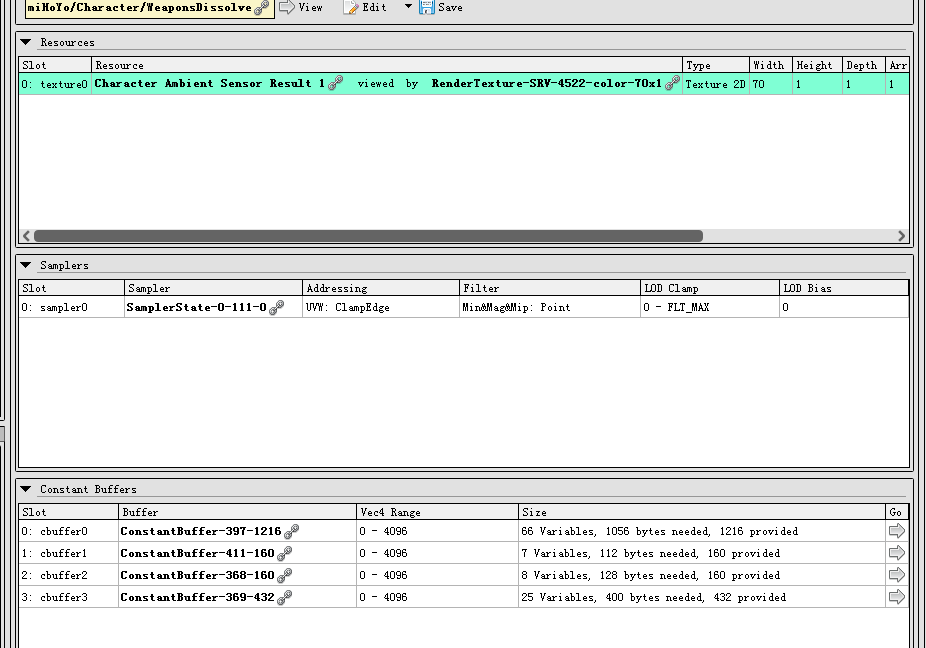 miHoYo/Character/WeaponsDissolve View Edit Save
Resources
Slot Resource Type Width Height Depth Arr
0: texture0 Character Ambient Sensor Result 1 viewed by RenderTexture-SRV-4522-color-70x1 Texture 2D 70 1 1 1
Samplers
Slot Sampler Addressing Filter LOD Clamp LOD Bias
0: sampler0 SamplerState-0-111-0 UVW: ClampEdge Min&Mag&Mip: Point 0 - FLT_MAX 0
Constant Buffers
Slot Buffer Vec4 Range Size Go
0: cbuffer0 ConstantBuffer-397-1216 0 - 4096 66 Variables, 1056 bytes needed, 1216 provided
1: cbuffer1 ConstantBuffer-411-160 0 - 4096 7 Variables, 112 bytes needed, 160 provided
2: cbuffer2 ConstantBuffer-368-160 0 - 4096 8 Variables, 128 bytes needed, 160 provided
3: cbuffer3 ConstantBuffer-369-432 0 - 4096 25 Variables, 400 bytes needed, 432 provided